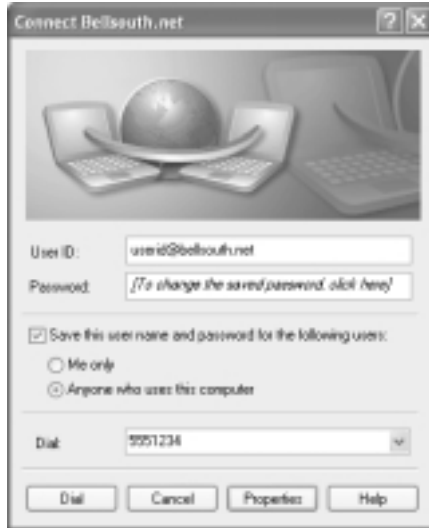 Connect Bellsouth.net
User ID: userid@bellsouth.net
Password: [To change the saved password, click here]
Save this user name and password for the following users:
Me only
Anyone who uses this computer
Dial: 5551234
Dial Cancel Properties Help